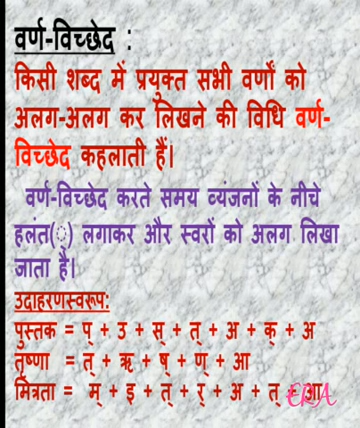 वर्ण-विच्छेद :
किसी शब्द में प्रयुक्त सभी वर्णों को
अलग-अलग कर लिखने की विधि वर्ण-
विच्छेद कहलाती हैं।
वर्ण-विच्छेद करते समय व्यंजनों के नीचे
हलंत(्) लगाकर और स्वरों को अलग लिखा
जाता है।
उदाहरणस्वरूप:
पुस्तक = प् + उ + स् + त् + अ + क् + अ
तृष्णा = त् + ऋ + ष् + ण् + आ
मित्रता = म् + इ + त् + र् + अ + त् + आ
ERA